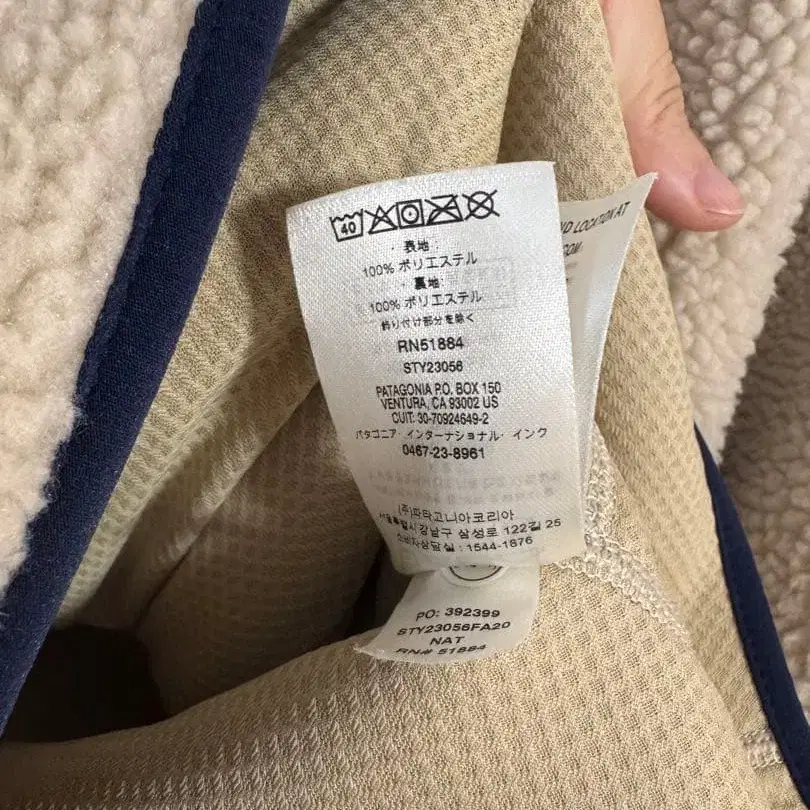 40
・表地:
100% ポリエステル
・裏地:
100% ポリエステル
飾り付け部分を除く
RN51884
STY23056
PATAGONIA P.O. BOX 150
VENTURA, CA 93002 US
CUIT: 30-70924649-2
パタゴニア・インターナショナル・インク
0467-23-8961
(주)파타고니아코리아
서울특별시 강남구 삼성로 122길 25
소비자상담실 : 1544-1876
LOCATION AT
COM
PO: 392399
STY23056FA20
NAT
RN# 51884